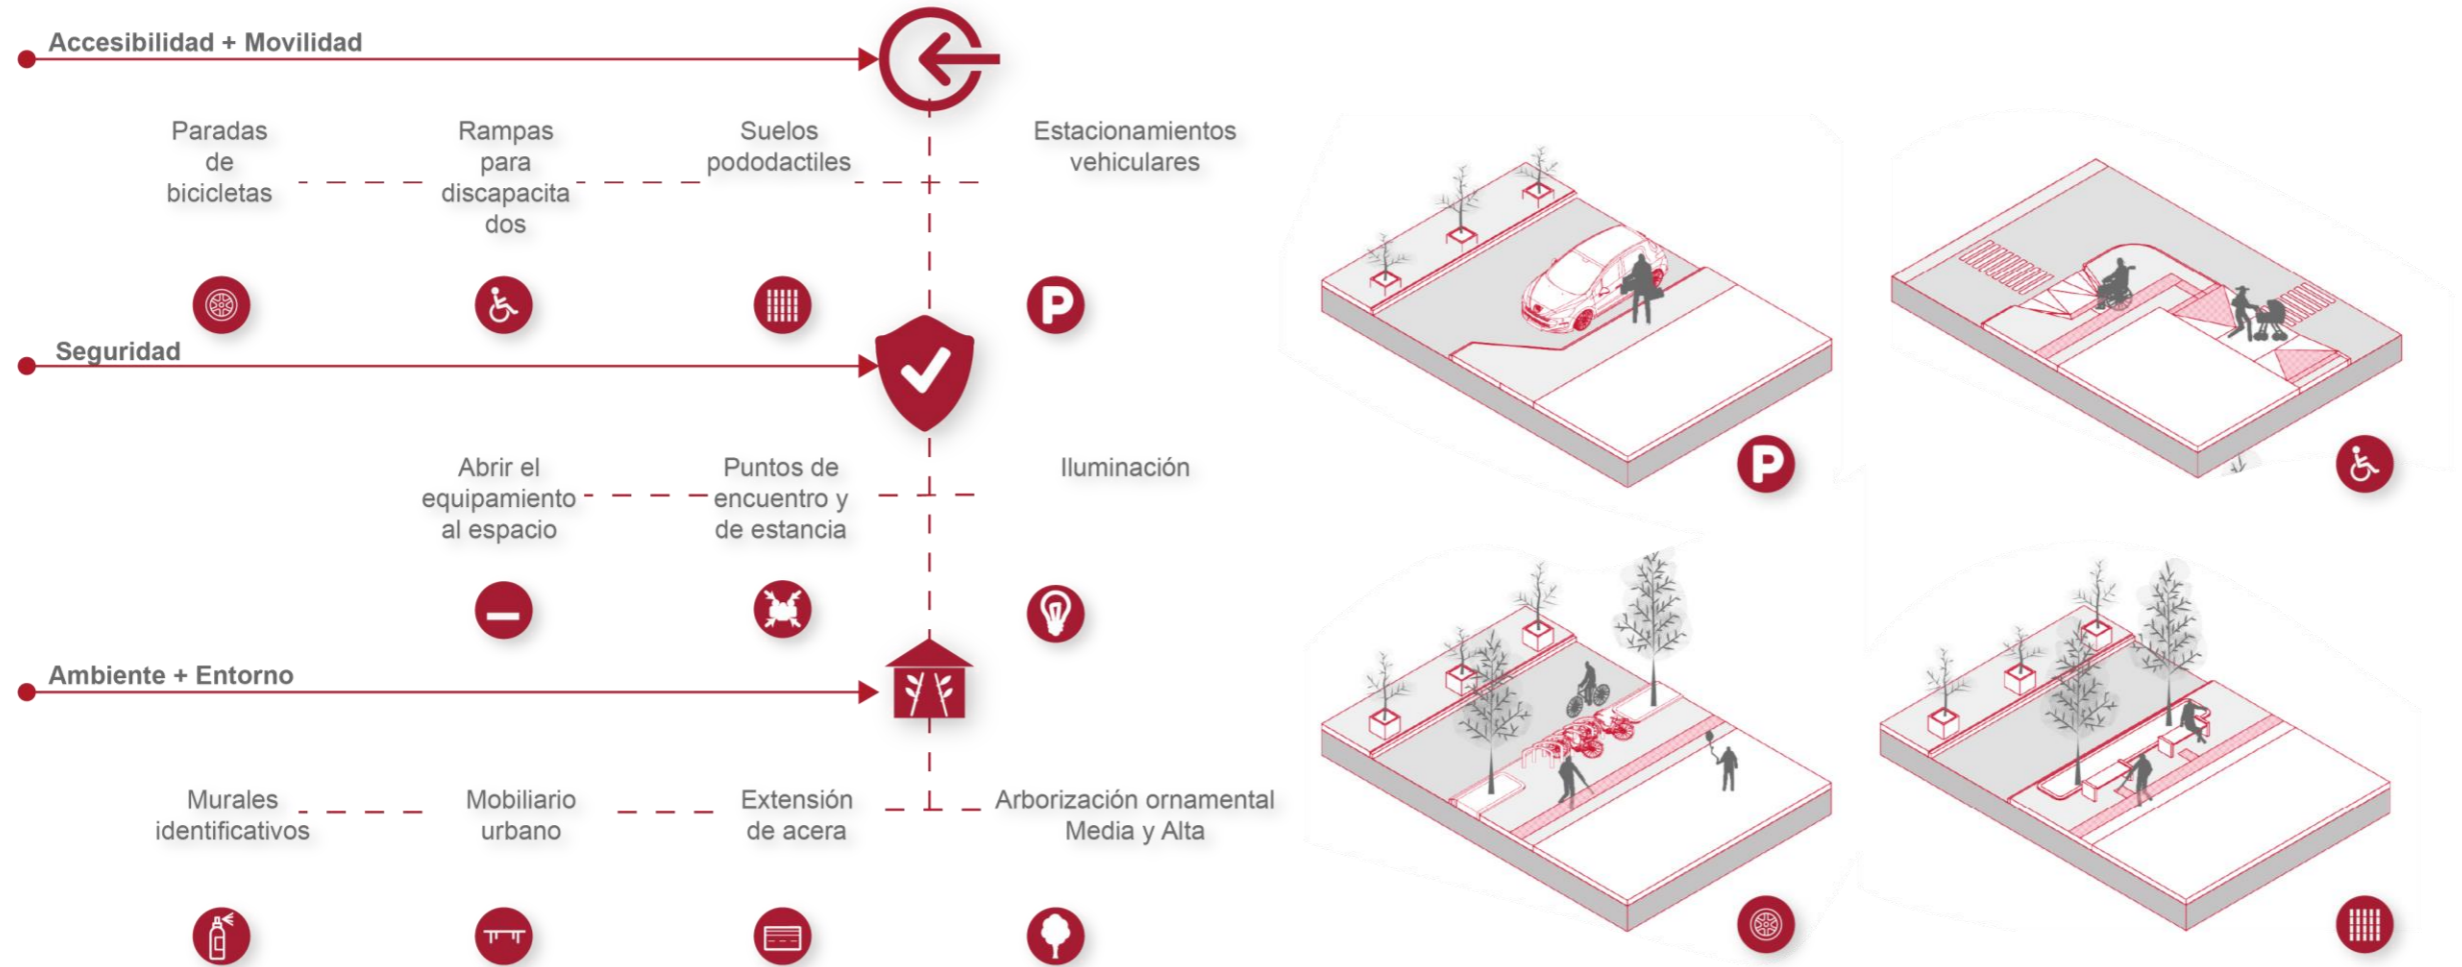 Accesibilidad + Movilidad
Paradas
de
bicicletas
Rampas
para
discapacita
dos
Suelos
pododactiles
Estacionamientos
vehiculares
P
Seguridad
Abrir el
equipamiento
al espacio
Puntos de
encuentro y
de estancia
Iluminación
Ambiente + Entorno
Murales
identificativos
Mobiliario
urbano
Extensión
de acera
Arborización ornamental
Media y Alta
P